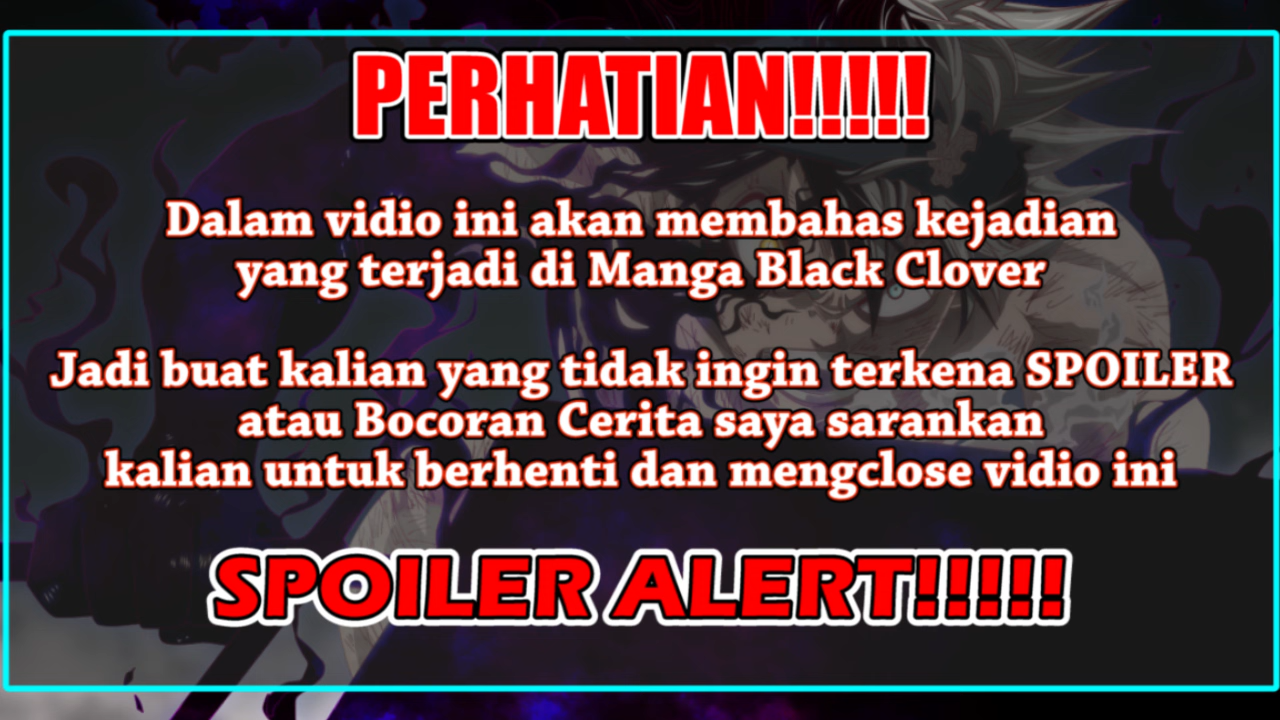 PERHATIAN!!!!!
Dalam vidio ini akan membahas kejadian
yang terjadi di Manga Black Clover
Jadi buat kalian yang tidak ingin terkena SPOILER
atau Bocoran Cerita saya sarankan
kalian untuk berhenti dan mengclose vidio ini
SPOILER ALERT!!!!!